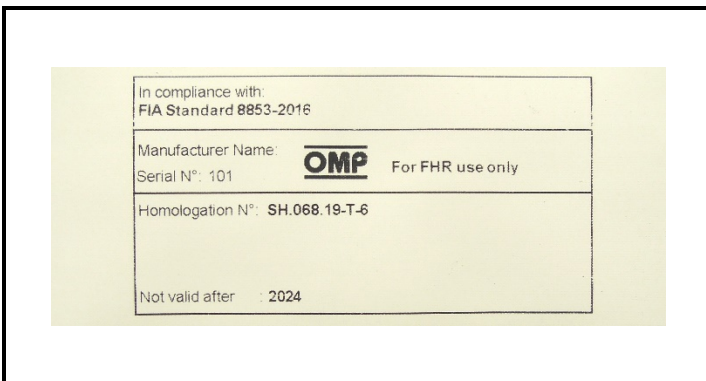 In compliance with:
FIA Standard 8853-2016
Manufacturer Name:
OMP For FHR use only
Serial N°: 101
Homologation N°: SH.068.19-T-6
Not valid after : 2024